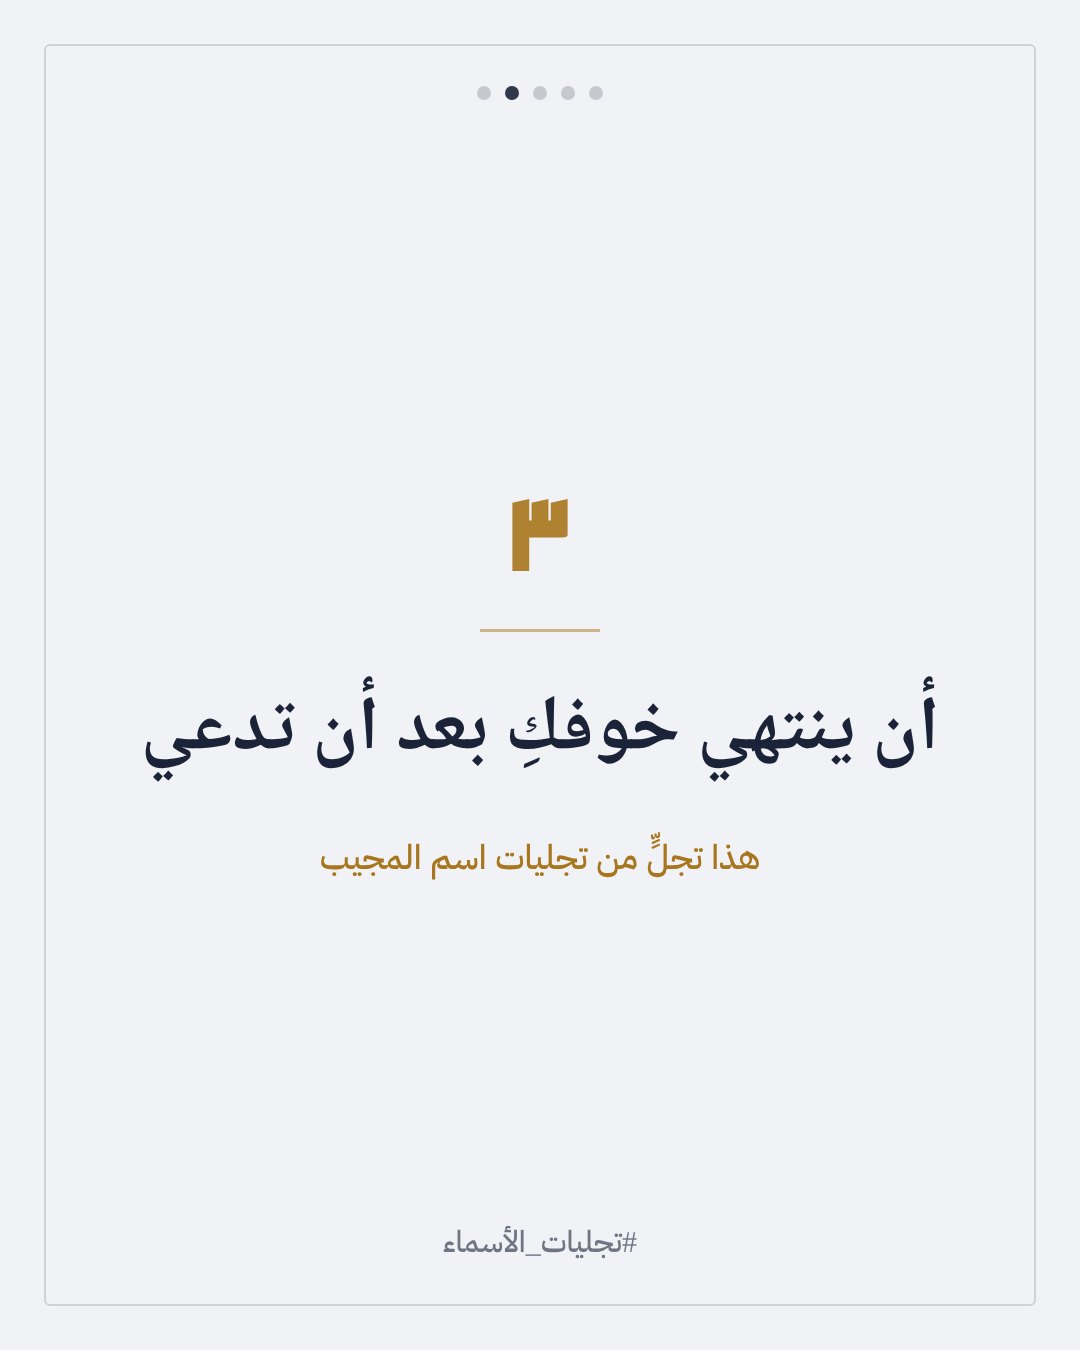 ٣
أن ينتهي خوفكِ بعد أن تدعي
هذا تجلٍّ من تجليات اسم المجيب
#تجليات_الأسماء